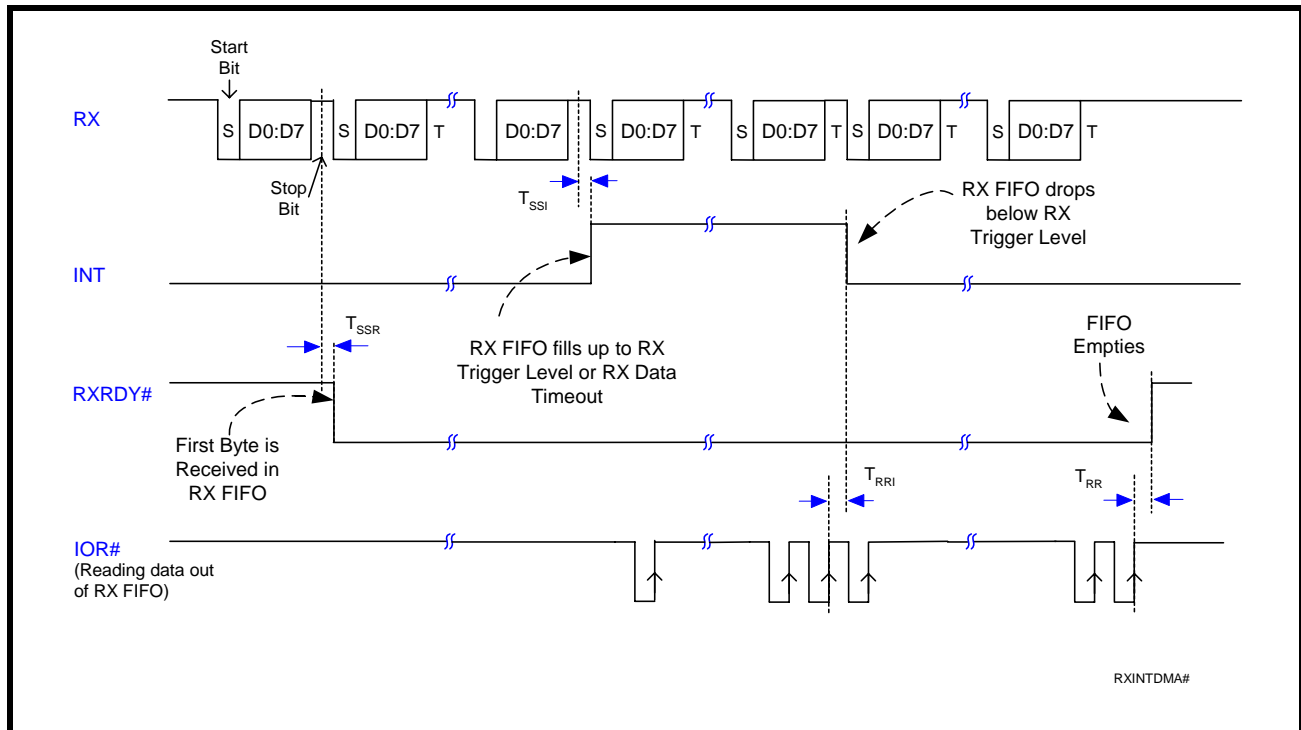 Start
Bit
RX
S D0:D7 S D0:D7 T D0:D7 S D0:D7 T S D0:D7 T S D0:D7 T S D0:D7 T
Stop
Bit
TSSI
RX FIFO drops
below RX
Trigger Level
INT
TSSR
RX FIFO fills up to RX
Trigger Level or RX Data
Timeout
FIFO
Empties
RXRDY#
First Byte is
Received in
RX FIFO
TRRI
TRR
IOR#
(Reading data out
of RX FIFO)
RXINTDMA#